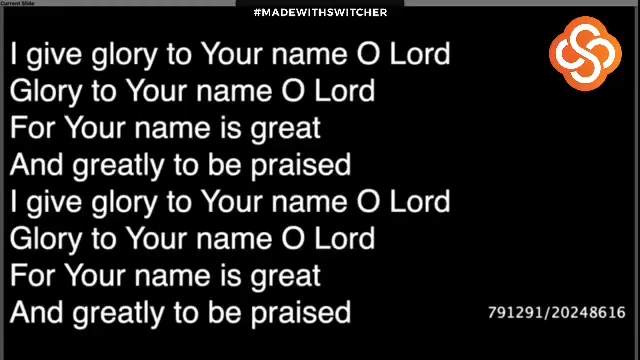 Current Slide
#MADEWITHSWITCHER
I give glory to Your name O Lord
Glory to Your name O Lord
For Your name is great
And greatly to be praised
I give glory to Your name O Lord
Glory to Your name O Lord
For Your name is great
And greatly to be praised
791291/20248616